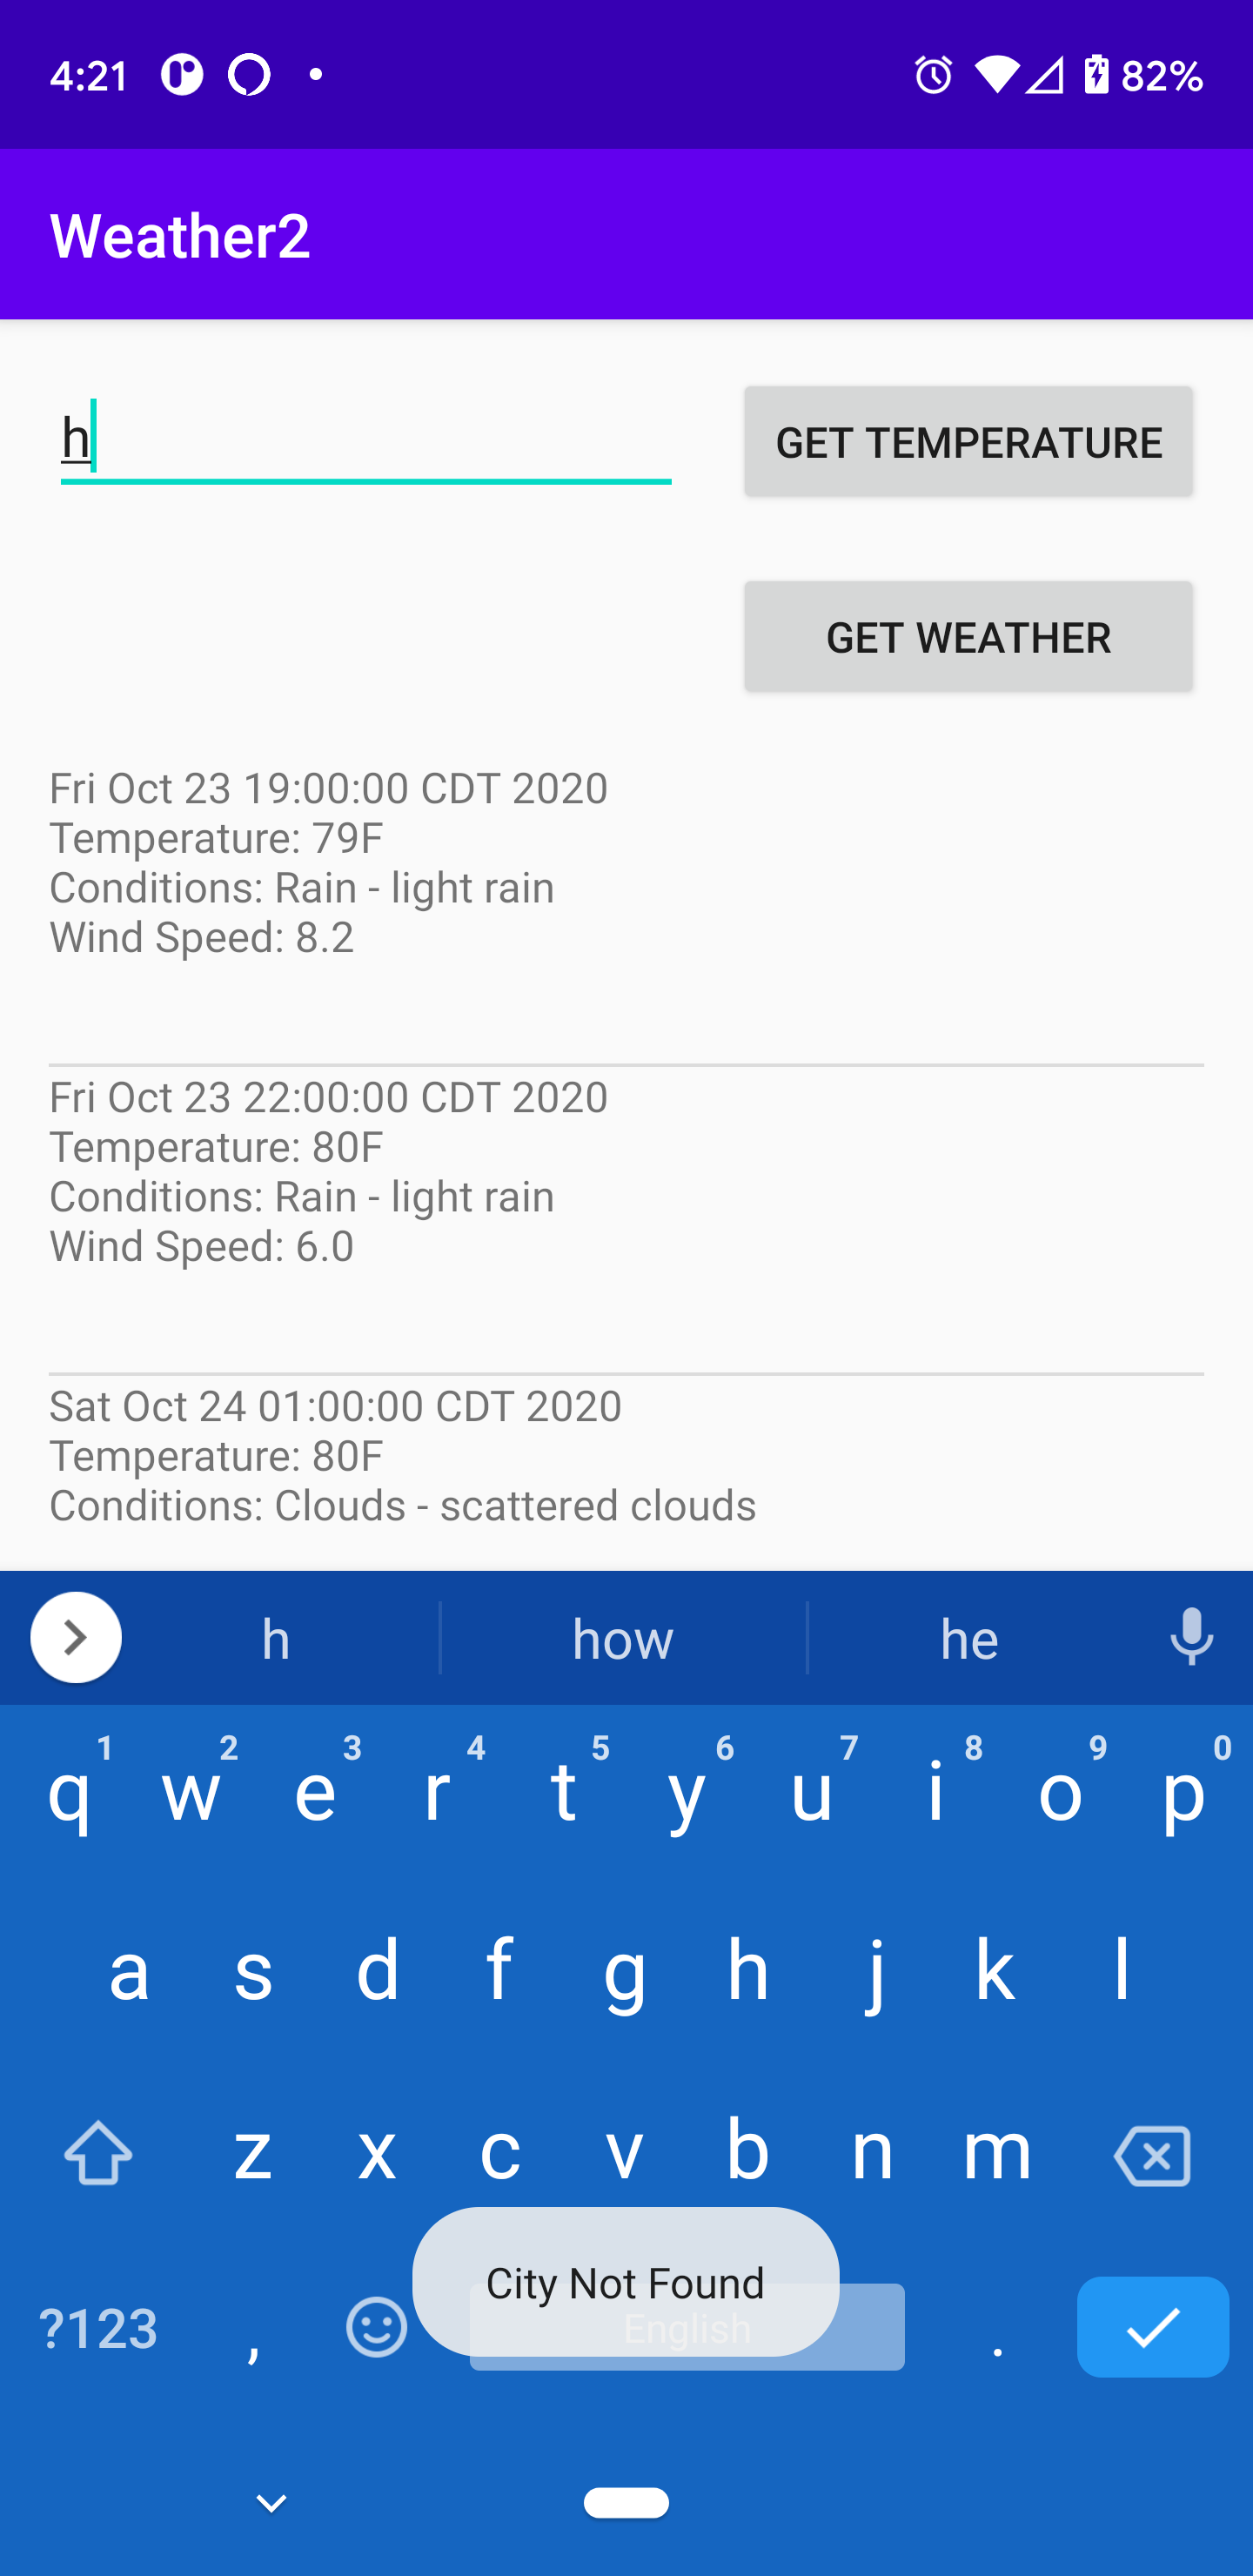 4:21 82%
Weather2
h
GET TEMPERATURE
GET WEATHER
Fri Oct 23 19:00:00 CDT 2020
Temperature: 79F
Conditions: Rain - light rain
Wind Speed: 8.2
Fri Oct 23 22:00:00 CDT 2020
Temperature: 80F
Conditions: Rain - light rain
Wind Speed: 6.0
Sat Oct 24 01:00:00 CDT 2020
Temperature: 80F
Conditions: Clouds - scattered clouds
h how he
1 2 3 4 5 6 7 8 9 0
q w e r t y u i o p
a s d f g h j k l
z x c v b n m
City Not Found
?123 , English .